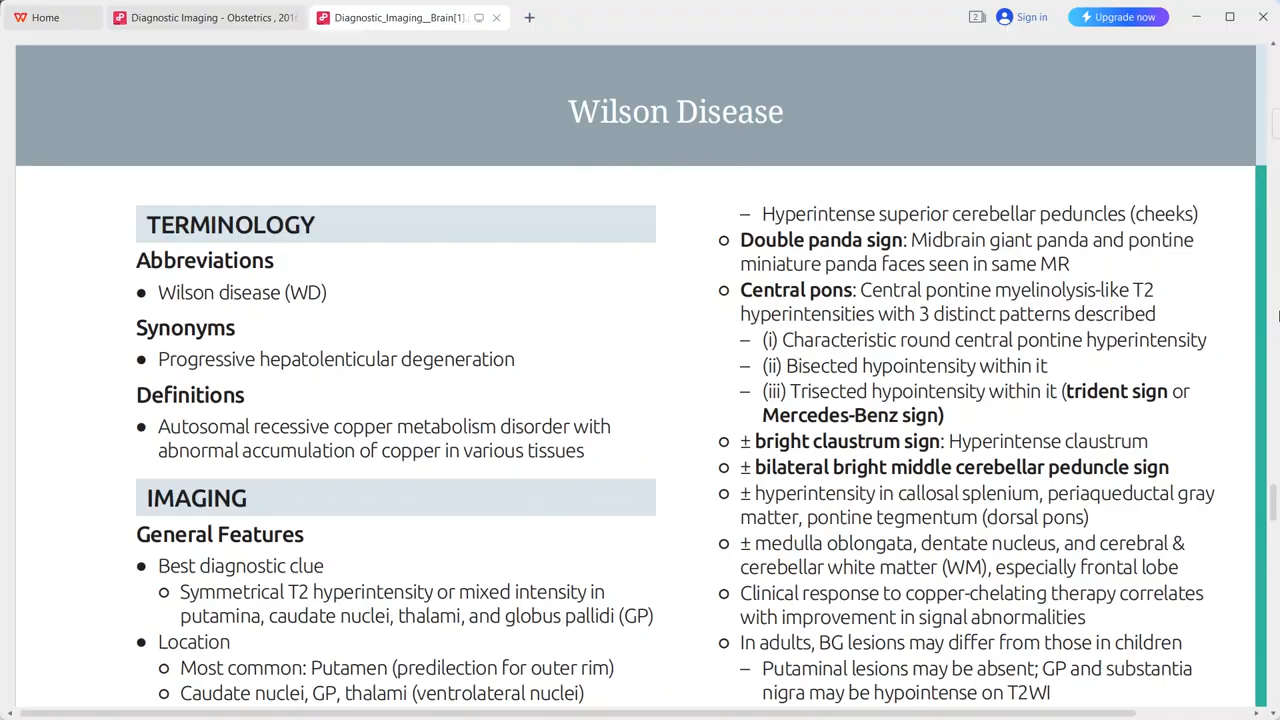 Home
Diagnostic Imaging - Obstetrics , 201
Diagnostic_Imaging__Brain[1].
2
Sign in
Upgrade now
Wilson Disease
TERMINOLOGY
Abbreviations
● Wilson disease (WD)
Synonyms
● Progressive hepatolenticular degeneration
Definitions
● Autosomal recessive copper metabolism disorder with
abnormal accumulation of copper in various tissues
IMAGING
General Features
● Best diagnostic clue
○ Symmetrical T2 hyperintensity or mixed intensity in
putamina, caudate nuclei, thalami, and globus pallidi (GP)
● Location
○ Most common: Putamen (predilection for outer rim)
○ Caudate nuclei, GP, thalami (ventrolateral nuclei)
– Hyperintense superior cerebellar peduncles (cheeks)
○ Double panda sign: Midbrain giant panda and pontine
miniature panda faces seen in same MR
○ Central pons: Central pontine myelinolysis-like T2
hyperintensities with 3 distinct patterns described
– (i) Characteristic round central pontine hyperintensity
– (ii) Bisected hypointensity within it
– (iii) Trisected hypointensity within it (trident sign or
Mercedes-Benz sign)
○ ± bright claustrum sign: Hyperintense claustrum
○ ± bilateral bright middle cerebellar peduncle sign
○ ± hyperintensity in callosal splenium, periaqueductal gray
matter, pontine tegmentum (dorsal pons)
○ ± medulla oblongata, dentate nucleus, and cerebral &
cerebellar white matter (WM), especially frontal lobe
○ Clinical response to copper-chelating therapy correlates
with improvement in signal abnormalities
○ In adults, BG lesions may differ from those in children
– Putaminal lesions may be absent; GP and substantia
nigra may be hypointense on T2WI